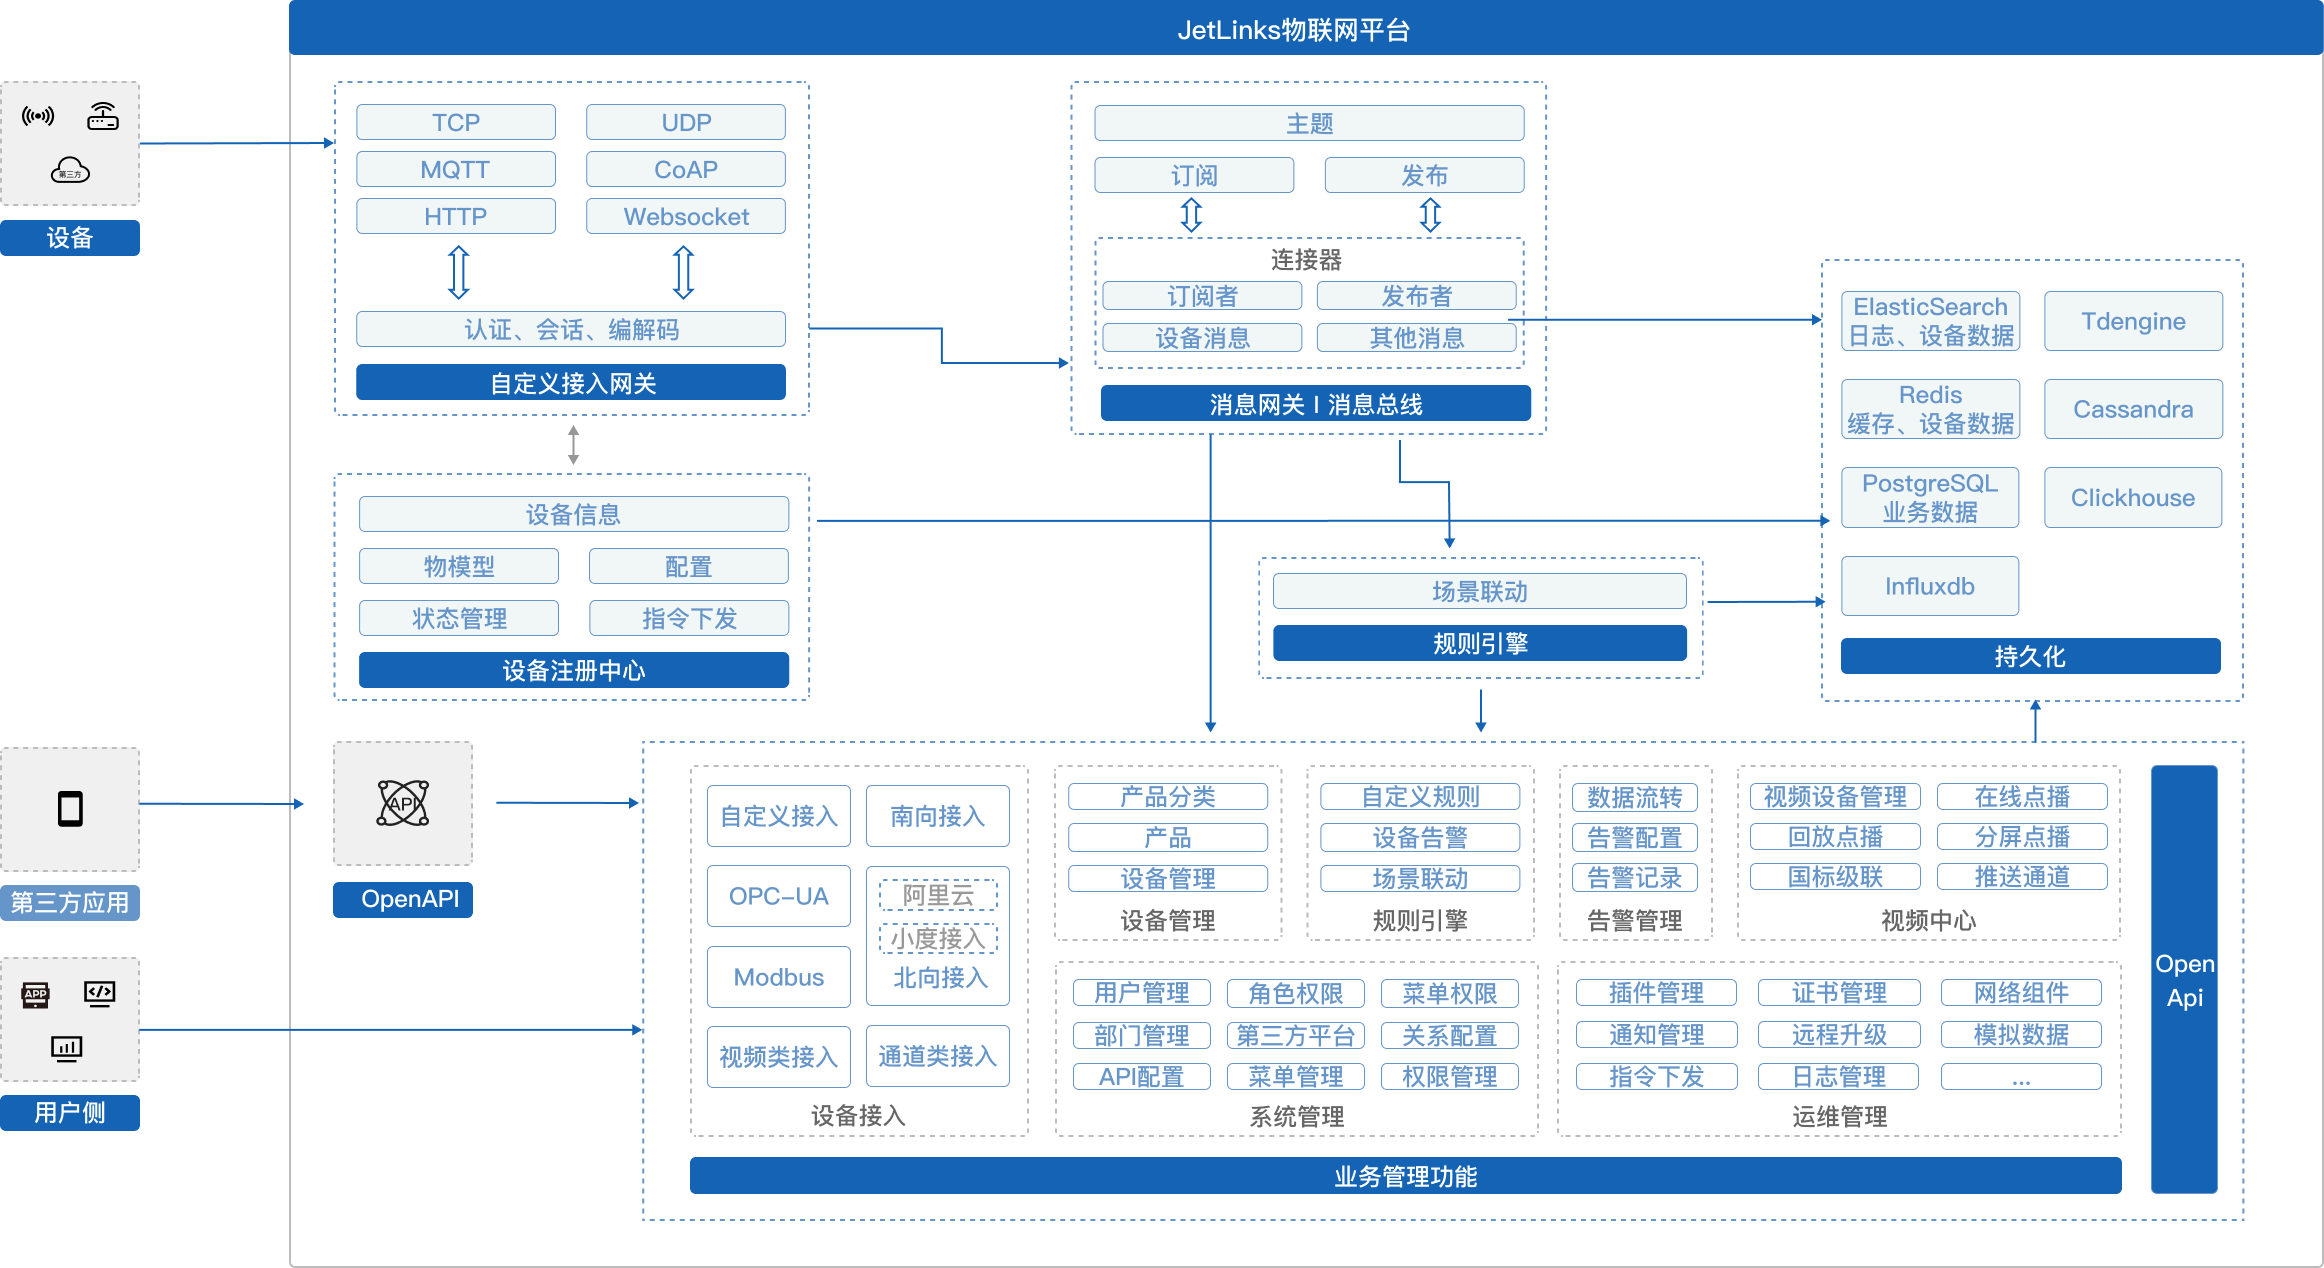 JetLinks物联网平台
第三方
设备
TCP
UDP
MQTT
CoAP
HTTP
Websocket
认证、会话、编解码
自定义接入网关
主题
订阅
发布
连接器
订阅者
发布者
设备消息
其他消息
消息网关 | 消息总线
ElasticSearch
日志、设备数据
Tdengine
Redis
缓存、设备数据
Cassandra
PostgreSQL
业务数据
Clickhouse
Influxdb
持久化
设备信息
物模型
配置
状态管理
指令下发
设备注册中心
场景联动
规则引擎
第三方应用
API
OpenAPI
APP
用户侧
自定义接入
南向接入
OPC-UA
阿里云
小度接入
北向接入
Modbus
视频类接入
通道类接入
设备接入
产品分类
产品
设备管理
设备管理
自定义规则
设备告警
场景联动
规则引擎
数据流转
告警配置
告警记录
告警管理
视频设备管理
在线点播
回放点播
分屏点播
国标级联
推送通道
视频中心
用户管理
角色权限
菜单权限
部门管理
第三方平台
关系配置
API配置
菜单管理
权限管理
系统管理
插件管理
证书管理
网络组件
通知管理
远程升级
模拟数据
指令下发
日志管理
...
运维管理
Open
Api
业务管理功能